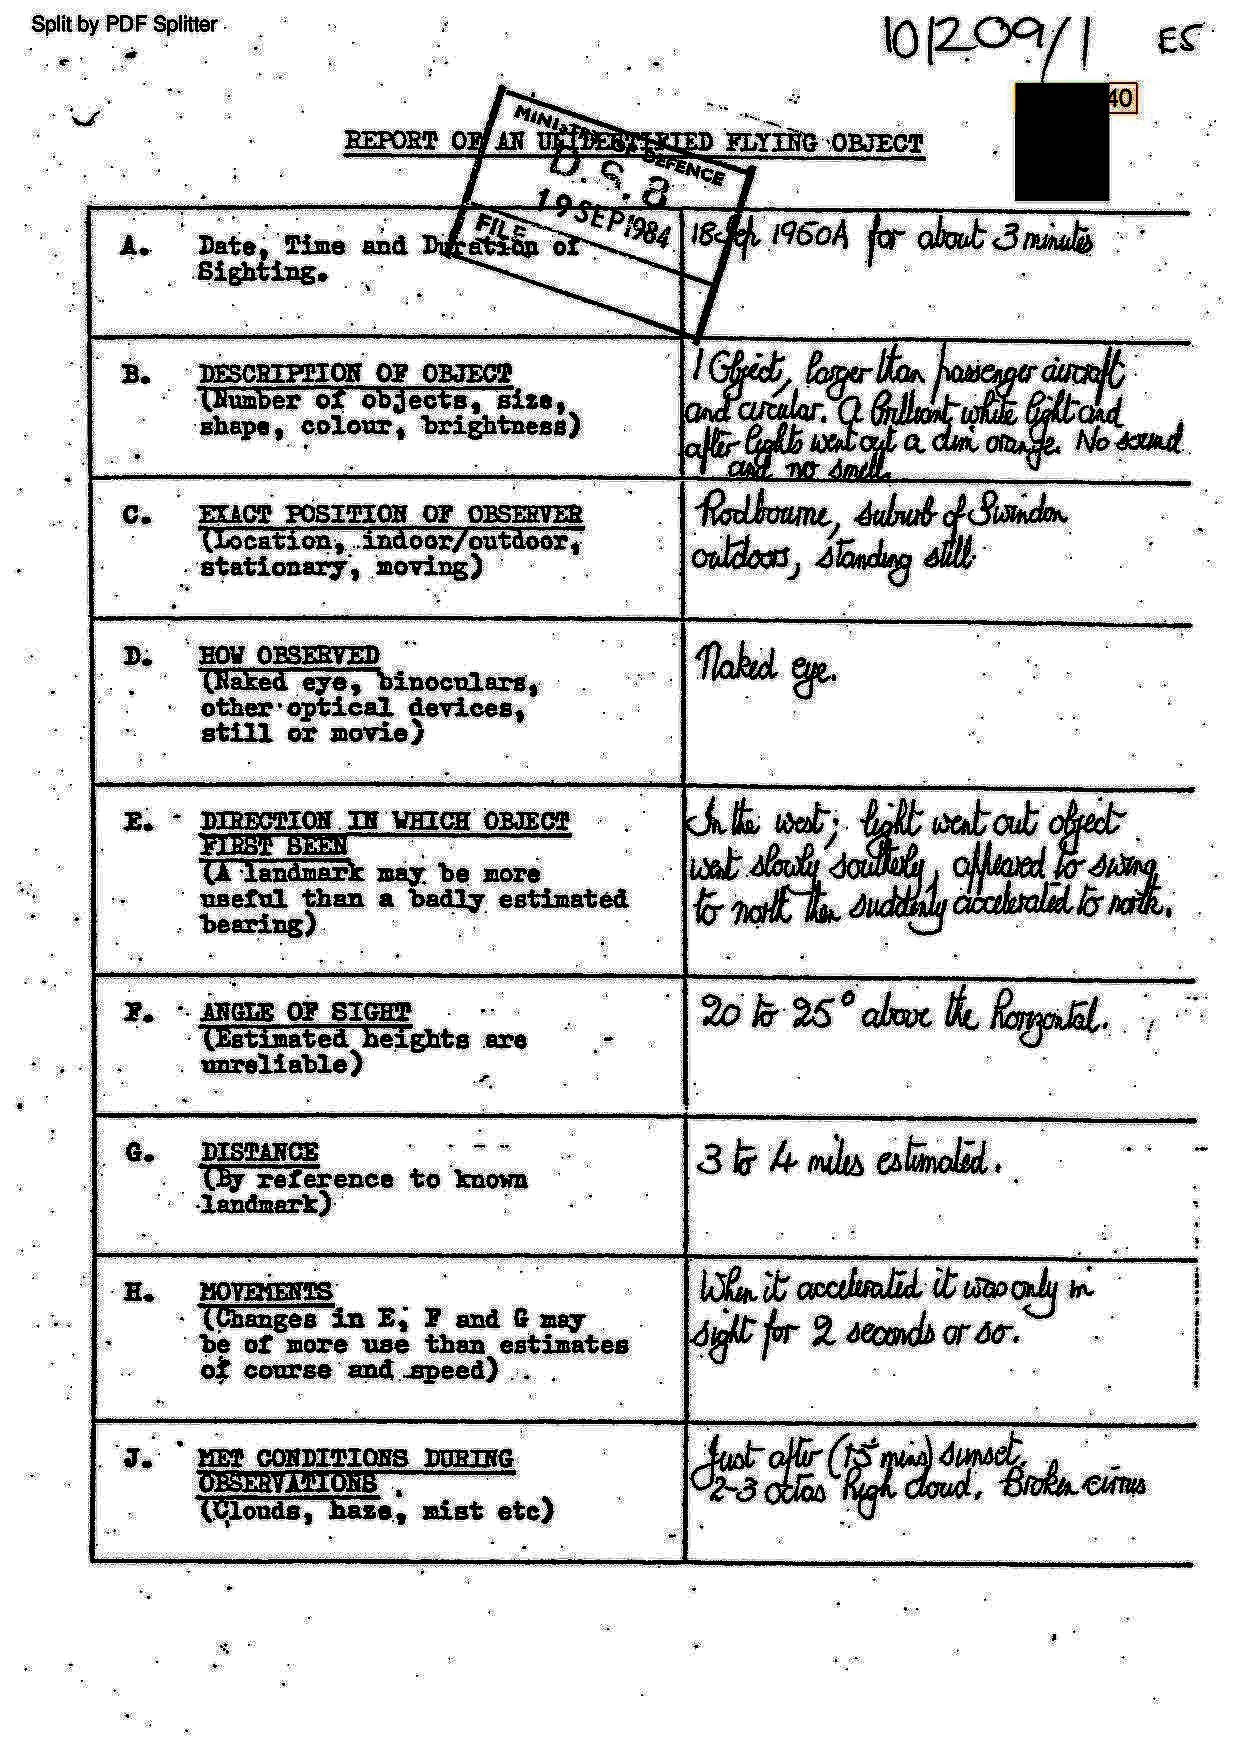 Split by PDF Splitter
10/209/1 ES
40
REPORT OF AN UNIDENTIFIED FLYING OBJECT
MINISTRY DEFENCE
D.S.8
19 SEP 1984
FILE
A. Date, Time and Duration of
Sighting.
18 Sep 1950A for about 3 minutes
B. DESCRIPTION OF OBJECT
(Number of objects, size,
shape, colour, brightness)
1 Object, larger than passenger aircraft
and circular. A brilliant white light and
after lights went out a dim orange. No sound
and no smell.
C. EXACT POSITION OF OBSERVER
(Location, indoor/outdoor,
stationary, moving)
Rodbourne, suburb of Swindon
outdoors, standing still.
D. HOW OBSERVED
(Naked eye, binoculars,
other optical devices,
still or movie)
Naked eye.
E. DIRECTION IN WHICH OBJECT
FIRST SEEN
(A landmark may be more
useful than a badly estimated
bearing)
In the west; light went out object
went slowly southerly, appeared to swing
to north then suddenly accelerated to north.
F. ANGLE OF SIGHT
(Estimated heights are
unreliable)
20 to 25° above the horizontal.
G. DISTANCE
(By reference to known
landmark)
3 to 4 miles estimated.
H. MOVEMENTS
(Changes in E, F and G may
be of more use than estimates
of course and speed)
When it accelerated it was only in
sight for 2 seconds or so.
J. MET CONDITIONS DURING
OBSERVATIONS
(Clouds, haze, mist etc)
Just after (15 mins) sunset.
2-3 octas high cloud. Broken cirrus